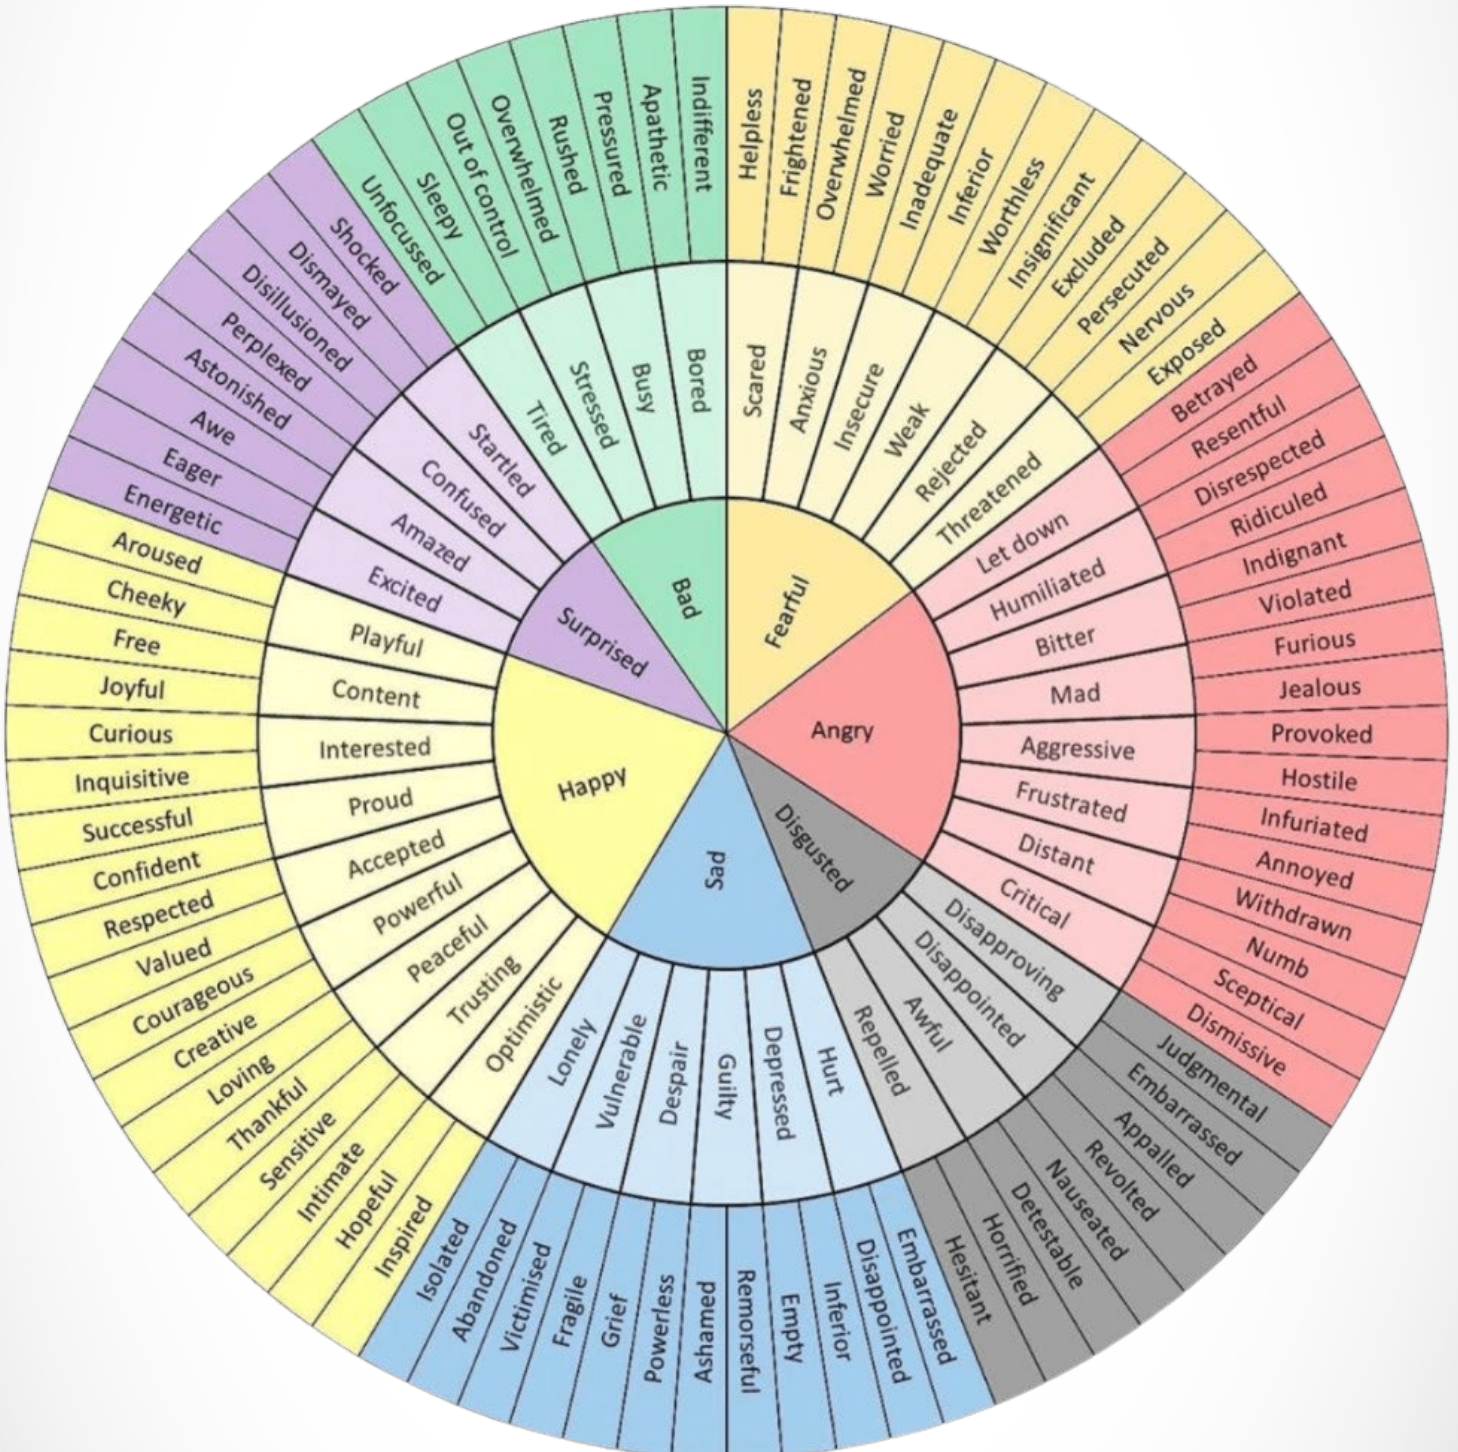 Fearful
Angry
Disgusted
Sad
Happy
Surprised
Bad
Scared
Anxious
Insecure
Weak
Rejected
Threatened
Let down
Humiliated
Bitter
Mad
Aggressive
Frustrated
Distant
Critical
Disapproving
Disappointed
Awful
Repelled
Hurt
Depressed
Guilty
Despair
Vulnerable
Lonely
Optimistic
Trusting
Peaceful
Powerful
Accepted
Proud
Interested
Content
Playful
Excited
Amazed
Confused
Startled
Tired
Stressed
Busy
Bored
Helpless
Frightened
Overwhelmed
Worried
Inadequate
Inferior
Worthless
Insignificant
Excluded
Persecuted
Nervous
Exposed
Betrayed
Resentful
Disrespected
Ridiculed
Indignant
Violated
Furious
Jealous
Provoked
Hostile
Infuriated
Annoyed
Withdrawn
Numb
Sceptical
Dismissive
Judgmental
Embarrassed
Appalled
Revolted
Nauseated
Detestable
Horrified
Hesitant
Embarrassed
Disappointed
Inferior
Empty
Remorseful
Ashamed
Powerless
Grief
Fragile
Victimised
Abandoned
Isolated
Inspired
Hopeful
Intimate
Sensitive
Thankful
Loving
Creative
Courageous
Valued
Respected
Confident
Successful
Inquisitive
Curious
Joyful
Free
Cheeky
Aroused
Energetic
Eager
Awe
Astonished
Perplexed
Disillusioned
Dismayed
Shocked
Unfocussed
Sleepy
Out of control
Overwhelmed
Rushed
Pressured
Apathetic
Indifferent